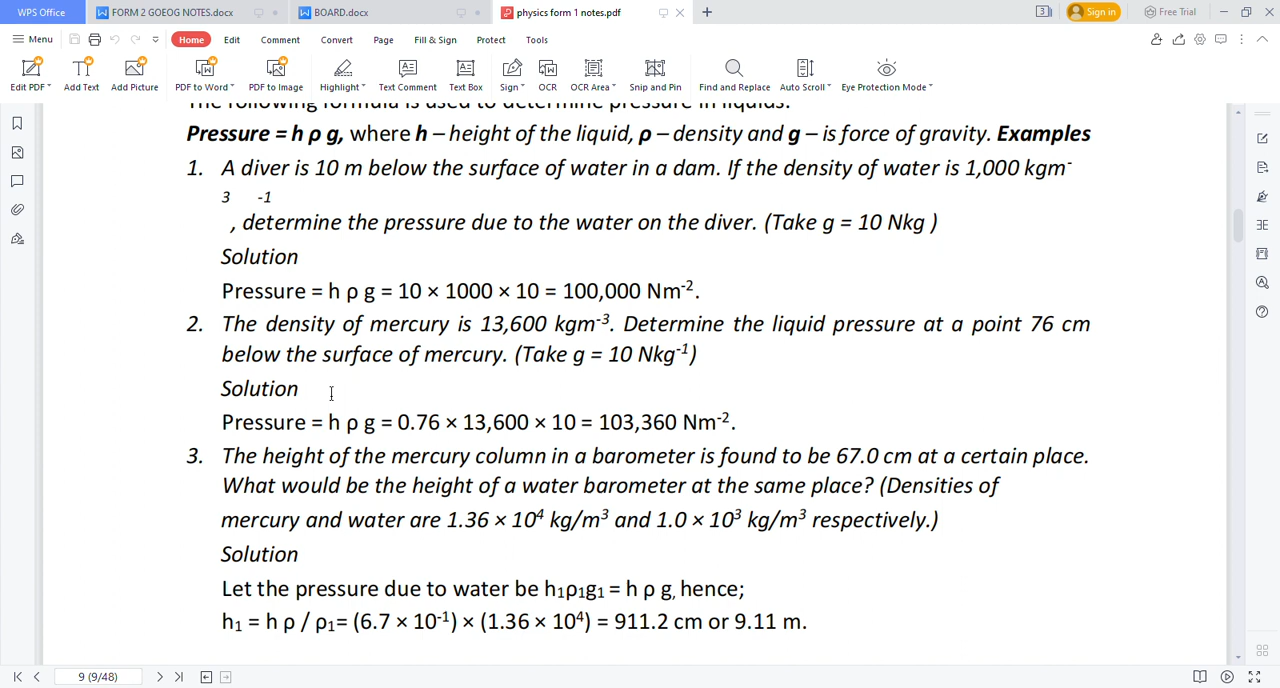 WPS Office FORM 2 GOEOG NOTES.docx BOARD.docx physics form 1 notes.pdf + 3 Sign in Free Trial
Menu Home Edit Comment Convert Page Fill & Sign Protect Tools
Edit PDF Add Text Add Picture PDF to Word PDF to Image Highlight Text Comment Text Box Sign OCR OCR Area Snip and Pin Find and Replace Auto Scroll Eye Protection Mode
The following formula is used to determine pressure in liquids.
Pressure = h ρ g, where h – height of the liquid, ρ – density and g – is force of gravity. Examples
1. A diver is 10 m below the surface of water in a dam. If the density of water is 1,000 kgm-
3 -1
, determine the pressure due to the water on the diver. (Take g = 10 Nkg )
Solution
Pressure = h ρ g = 10 × 1000 × 10 = 100,000 Nm⁻².
2. The density of mercury is 13,600 kgm⁻³. Determine the liquid pressure at a point 76 cm
below the surface of mercury. (Take g = 10 Nkg⁻¹)
Solution
Pressure = h ρ g = 0.76 × 13,600 × 10 = 103,360 Nm⁻².
3. The height of the mercury column in a barometer is found to be 67.0 cm at a certain place.
What would be the height of a water barometer at the same place? (Densities of
mercury and water are 1.36 × 10⁴ kg/m³ and 1.0 × 10³ kg/m³ respectively.)
Solution
Let the pressure due to water be h₁ρ₁g₁ = h ρ g, hence;
h₁ = h ρ / ρ₁= (6.7 × 10⁻¹) × (1.36 × 10⁴) = 911.2 cm or 9.11 m.
9 (9/48)